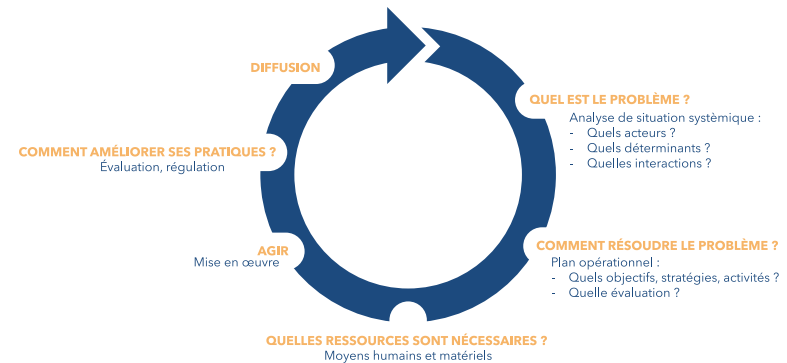 QUEL EST LE PROBLÈME ?
Analyse de situation systèmique :
- Quels acteurs ?
- Quels déterminants ?
- Quelles interactions ?
COMMENT RÉSOUDRE LE PROBLÈME ?
Plan opérationnel :
- Quels objectifs, stratégies, activités ?
- Quelle évaluation ?
QUELLES RESSOURCES SONT NÉCESSAIRES ?
Moyens humains et matériels
AGIR
Mise en œuvre
COMMENT AMÉLIORER SES PRATIQUES ?
Évaluation, régulation
DIFFUSION